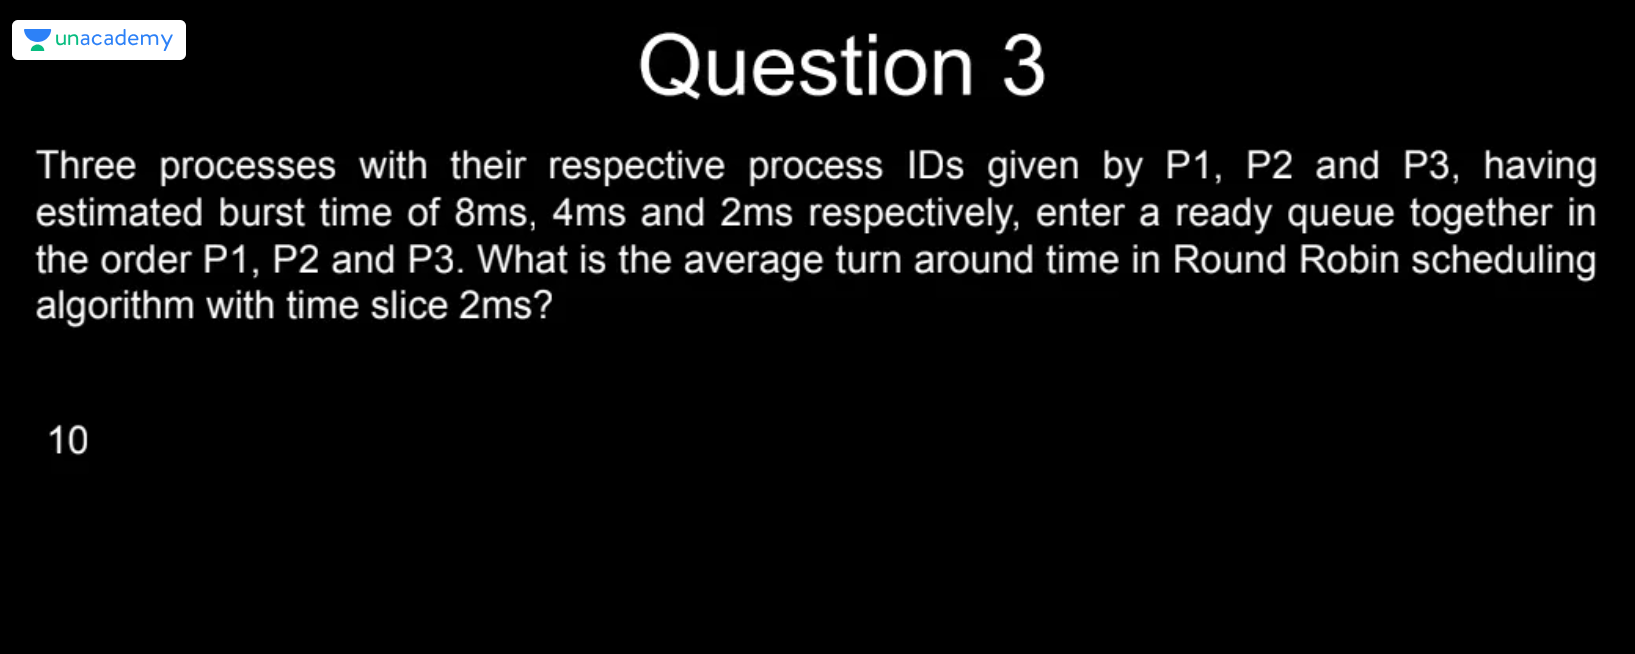 unacademy
Question 3
Three processes with their respective process IDs given by P1, P2 and P3, having
estimated burst time of 8ms, 4ms and 2ms respectively, enter a ready queue together in
the order P1, P2 and P3. What is the average turn around time in Round Robin scheduling
algorithm with time slice 2ms?
10